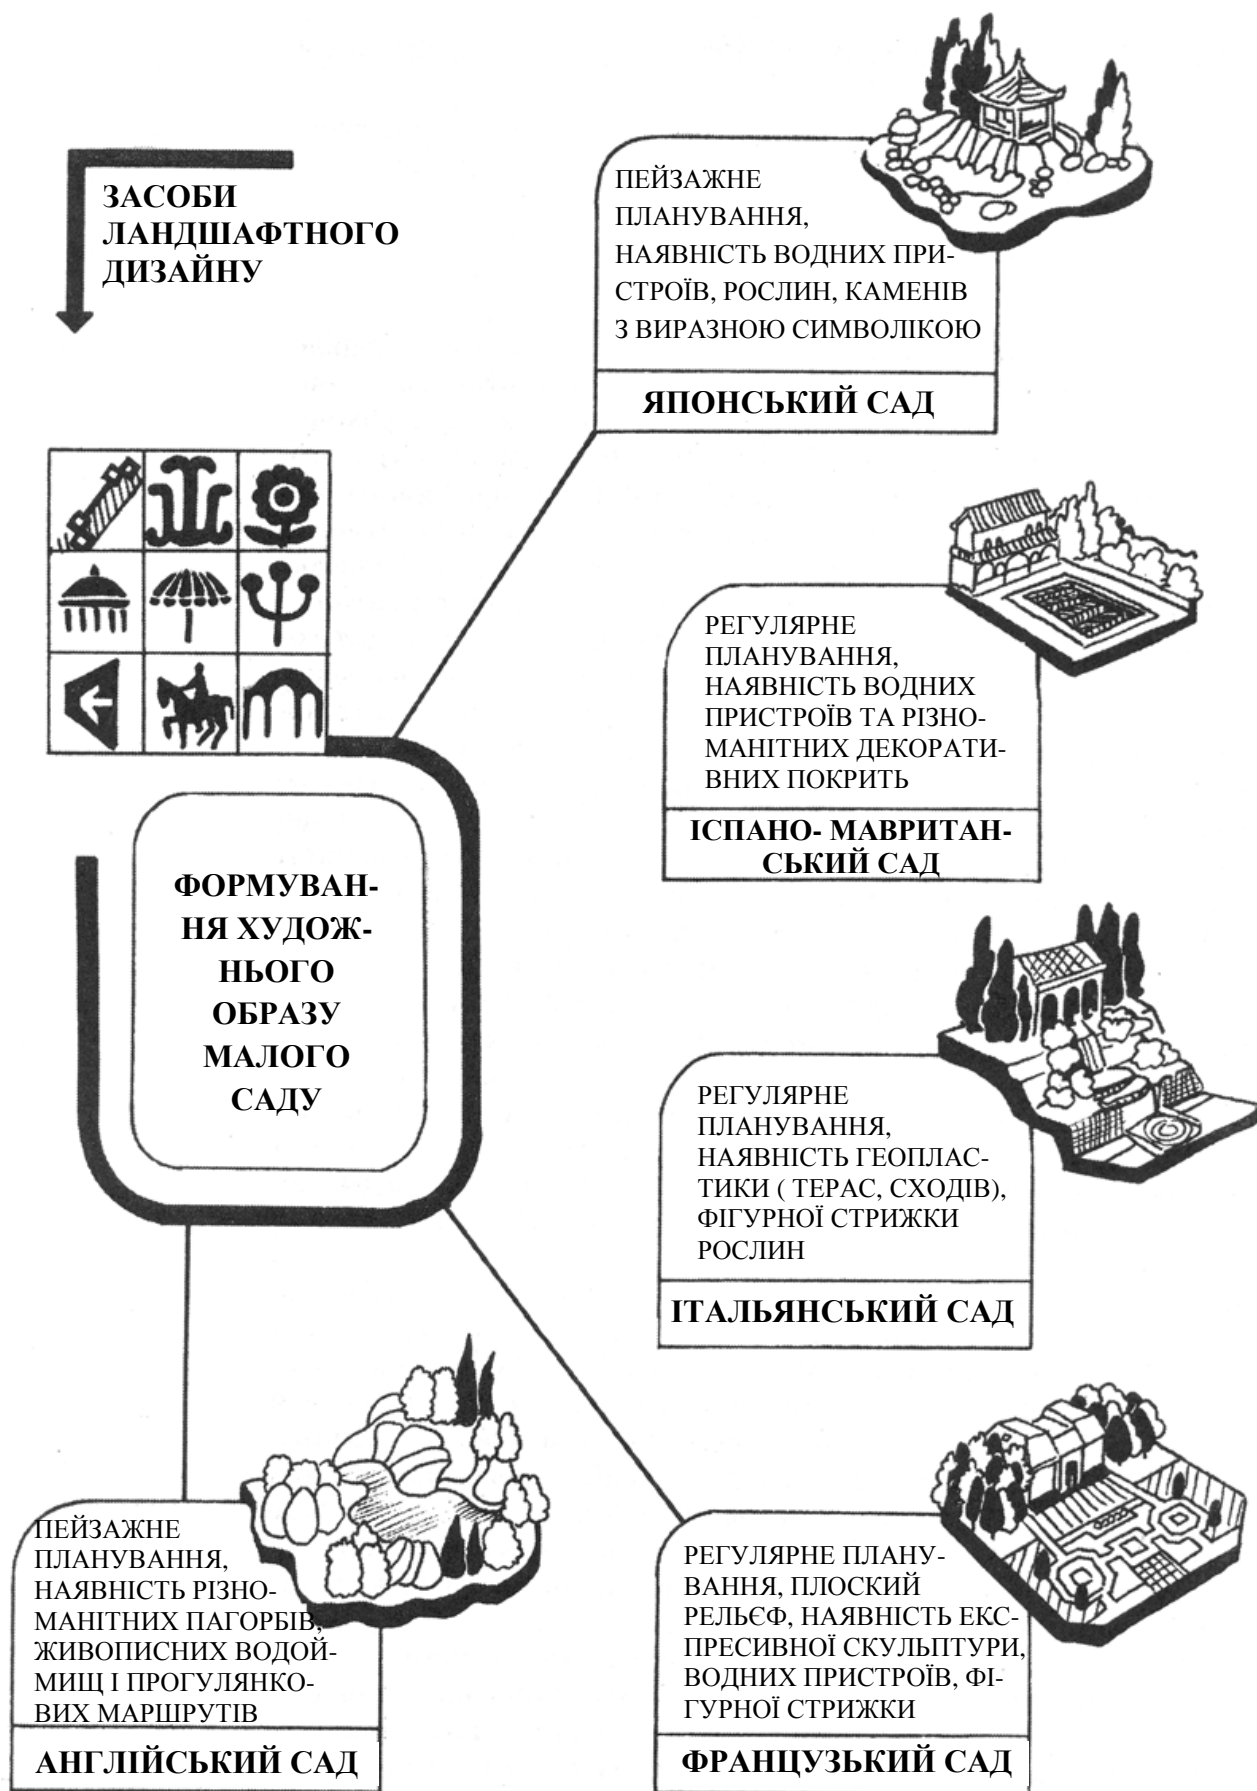 ЗАСОБИ
ЛАНДШАФТНОГО
ДИЗАЙНУ
ПЕЙЗАЖНЕ
ПЛАНУВАННЯ,
НАЯВНІСТЬ ВОДНИХ ПРИ-
СТРОЇВ, РОСЛИН, КАМЕНІВ
З ВИРАЗНОЮ СИМВОЛІКОЮ
ЯПОНСЬКИЙ САД
РЕГУЛЯРНЕ
ПЛАНУВАННЯ,
НАЯВНІСТЬ ВОДНИХ
ПРИСТРОЇВ ТА РІЗНО-
МАНІТНИХ ДЕКОРАТИ-
ВНИХ ПОКРИТЬ
ІСПАНО- МАВРИТАН-
СЬКИЙ САД
ФОРМУВАН-
НЯ ХУДОЖ-
НЬОГО
ОБРАЗУ
МАЛОГО
САДУ
РЕГУЛЯРНЕ
ПЛАНУВАННЯ,
НАЯВНІСТЬ ГЕОПЛАС-
ТИКИ ( ТЕРАС, СХОДІВ),
ФІГУРНОЇ СТРИЖКИ
РОСЛИН
ІТАЛЬЯНСЬКИЙ САД
ПЕЙЗАЖНЕ
ПЛАНУВАННЯ,
НАЯВНІСТЬ РІЗНО-
МАНІТНИХ ПАГОРБІВ,
ЖИВОПИСНИХ ВОДОЙ-
МИЩ І ПРОГУЛЯНКО-
ВИХ МАРШРУТІВ
АНГЛІЙСЬКИЙ САД
РЕГУЛЯРНЕ ПЛАНУ-
ВАННЯ, ПЛОСКИЙ
РЕЛЬЄФ, НАЯВНІСТЬ ЕКС-
ПРЕСИВНОЇ СКУЛЬПТУРИ,
ВОДНИХ ПРИСТРОЇВ, ФІ-
ГУРНОЇ СТРИЖКИ
ФРАНЦУЗЬКИЙ САД